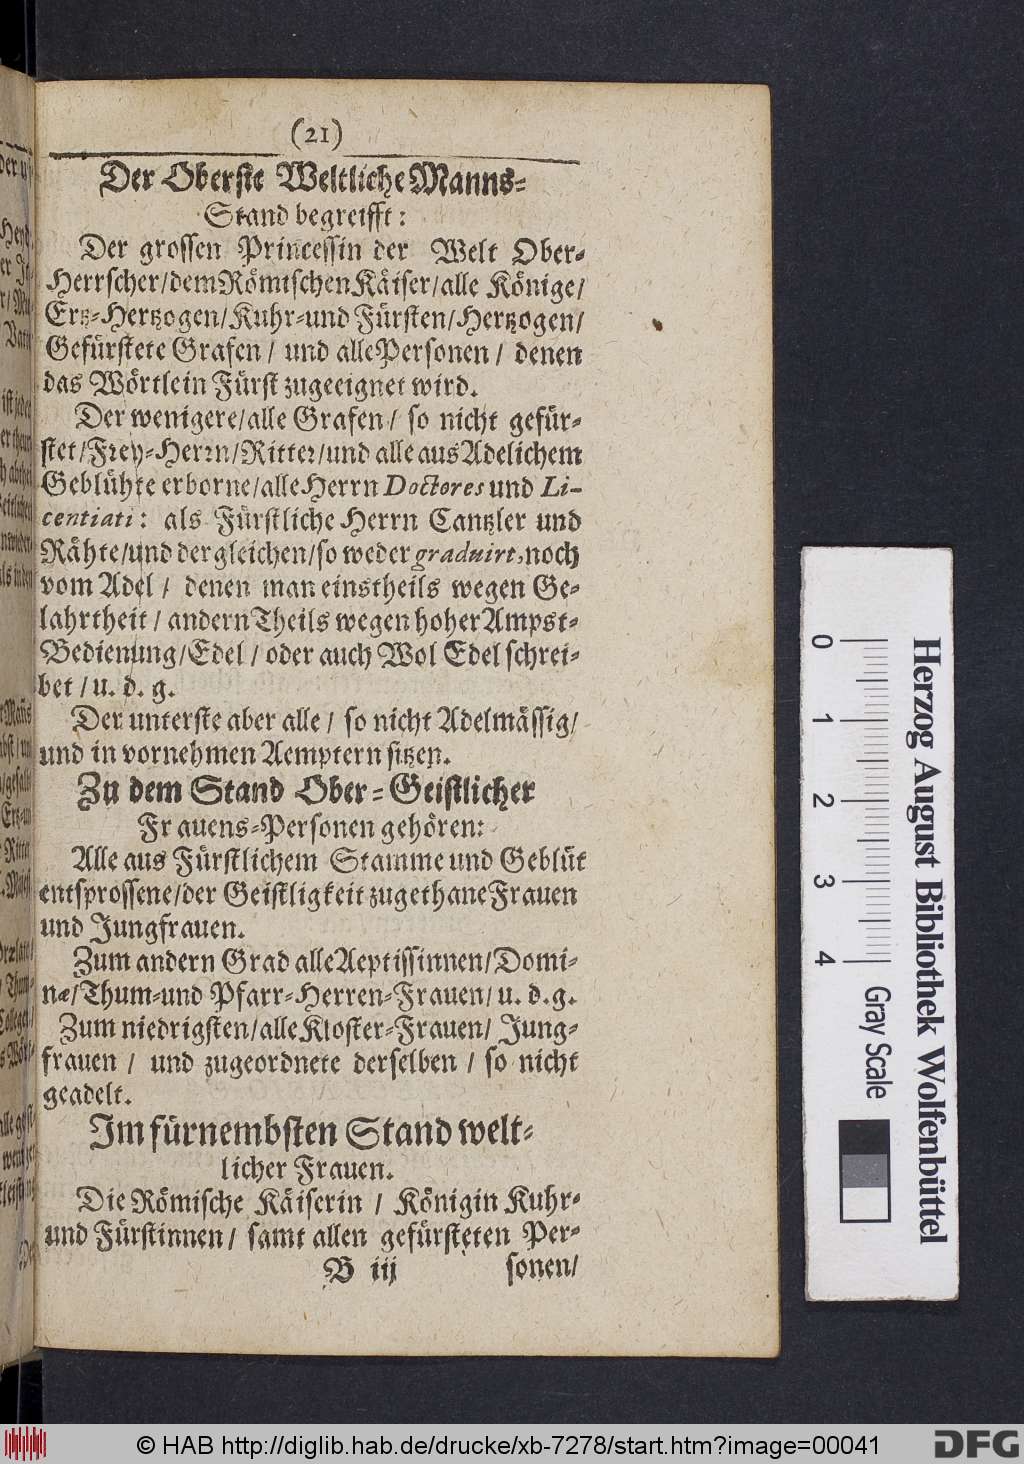 (21)
Der Oberste Weltliche Manns-
Stand begreifft:
Der grossen Princessin der Welt Ober-
Herrscher/dem Römischen Käiser/alle Könige/
Ertz-Hertzogen/Kuhr-und Fürsten/Hertzogen/
Gefürstete Grafen/ und alle Personen/ denen
das Wörtlein Fürst zugeeignet wird.
Der wenigere/alle Grafen/ so nicht gefür-
stet/Frey-Herrn/Ritter/und alle aus Adelichem
Geblühte erborne/alle Herrn Doctores und Li-
centiati: als Fürstliche Herrn Cantzler und
Rähte/und dergleichen/so weder graduirt, noch
vom Adel/ denen man einstheils wegen Ge-
lahrtheit/ andern Theils wegen hoher Ampst-
Bedienung/Edel/ oder auch Wol Edel schrei-
bet/u. d. g.
Der unterste aber alle/ so nicht Adelmässig/
und in vornehmen Aemptern sitzen.
Zu dem Stand Ober-Geistlicher
Frauens-Personen gehören:
Alle aus Fürstlichem Stamme und Geblüt
entsprossene/der Geistligkeit zugethane Frauen
und Jungfrauen.
Zum andern Grad alle Aeptissinnen/Domi-
næ/Thum-und Pfarr-Herren-Frauen/ u. d. g.
Zum niedrigsten/alle Kloster-Frauen/ Jung-
frauen/ und zugeordnete derselben/ so nicht
geadelt.
Im fürnembsten Stand welt-
licher Frauen.
Die Römische Käiserin/ Königin Kuhr-
und Fürstinnen/ samt allen gefürsteten Per-
B iij sonen/
0 1 2 3 4
Gray Scale
Herzog August Bibliothek Wolfenbüttel
© HAB http://diglib.hab.de/drucke/xb-7278/start.htm?image=00041
DFG